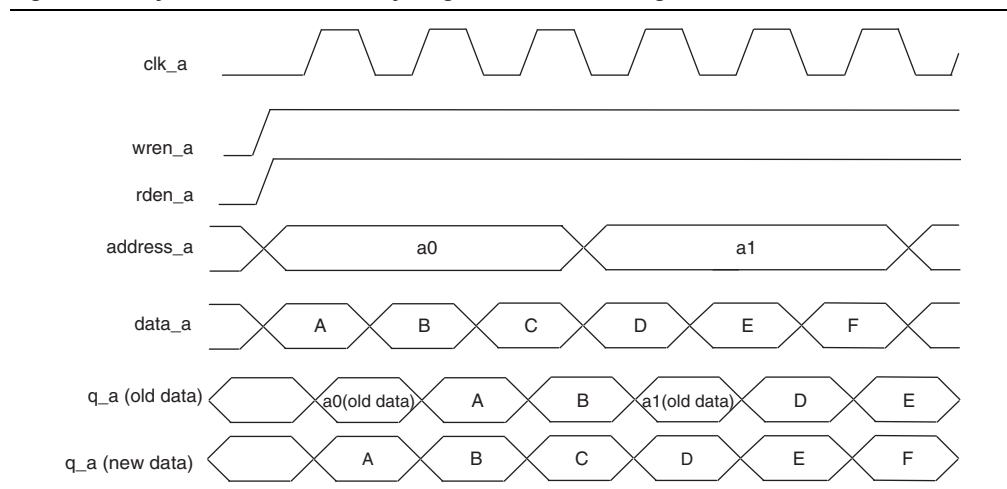 clk_a
wren_a
rden_a
address_a a0 a1
data_a A B C D E F
q_a (old data) a0(old data) A B a1(old data) D E
q_a (new data) A B C D E F